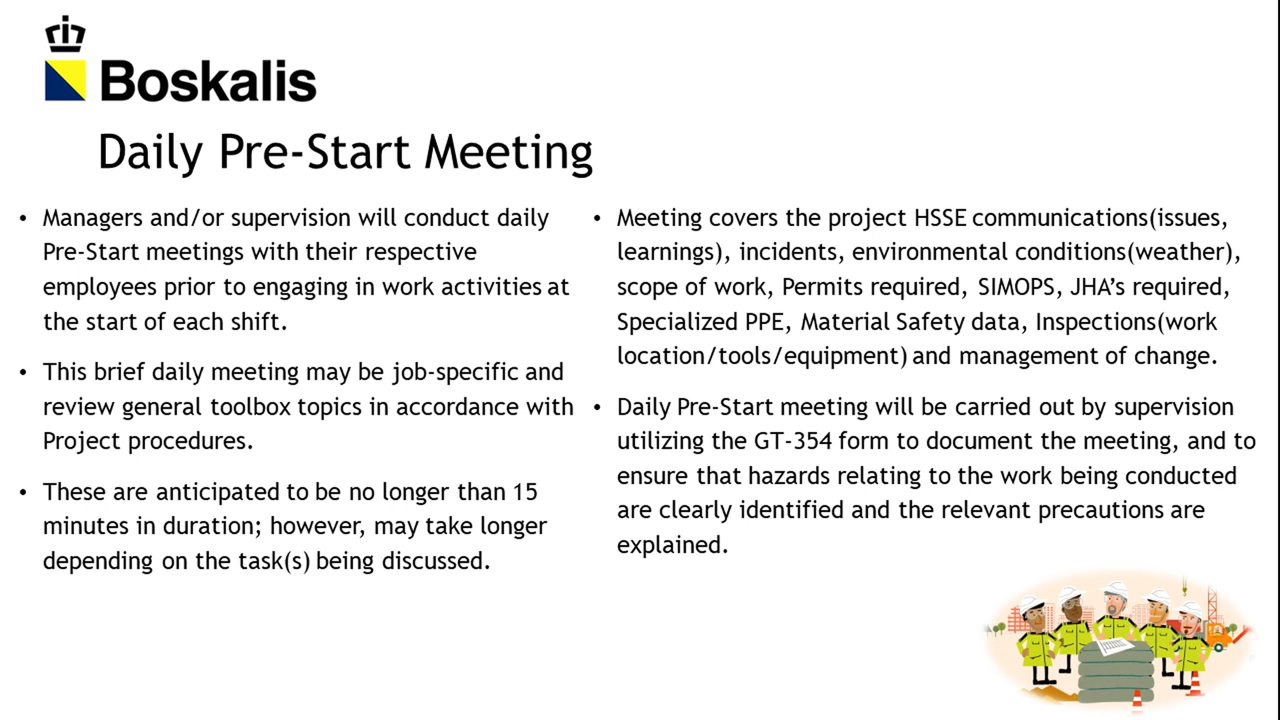 Boskalis
Daily Pre-Start Meeting
• Managers and/or supervision will conduct daily
Pre-Start meetings with their respective
employees prior to engaging in work activities at
the start of each shift.
• This brief daily meeting may be job-specific and
review general toolbox topics in accordance with
Project procedures.
• These are anticipated to be no longer than 15
minutes in duration; however, may take longer
depending on the task(s) being discussed.
• Meeting covers the project HSSE communications(issues,
learnings), incidents, environmental conditions(weather),
scope of work, Permits required, SIMOPS, JHA’s required,
Specialized PPE, Material Safety data, Inspections(work
location/tools/equipment) and management of change.
• Daily Pre-Start meeting will be carried out by supervision
utilizing the GT-354 form to document the meeting, and to
ensure that hazards relating to the work being conducted
are clearly identified and the relevant precautions are
explained.